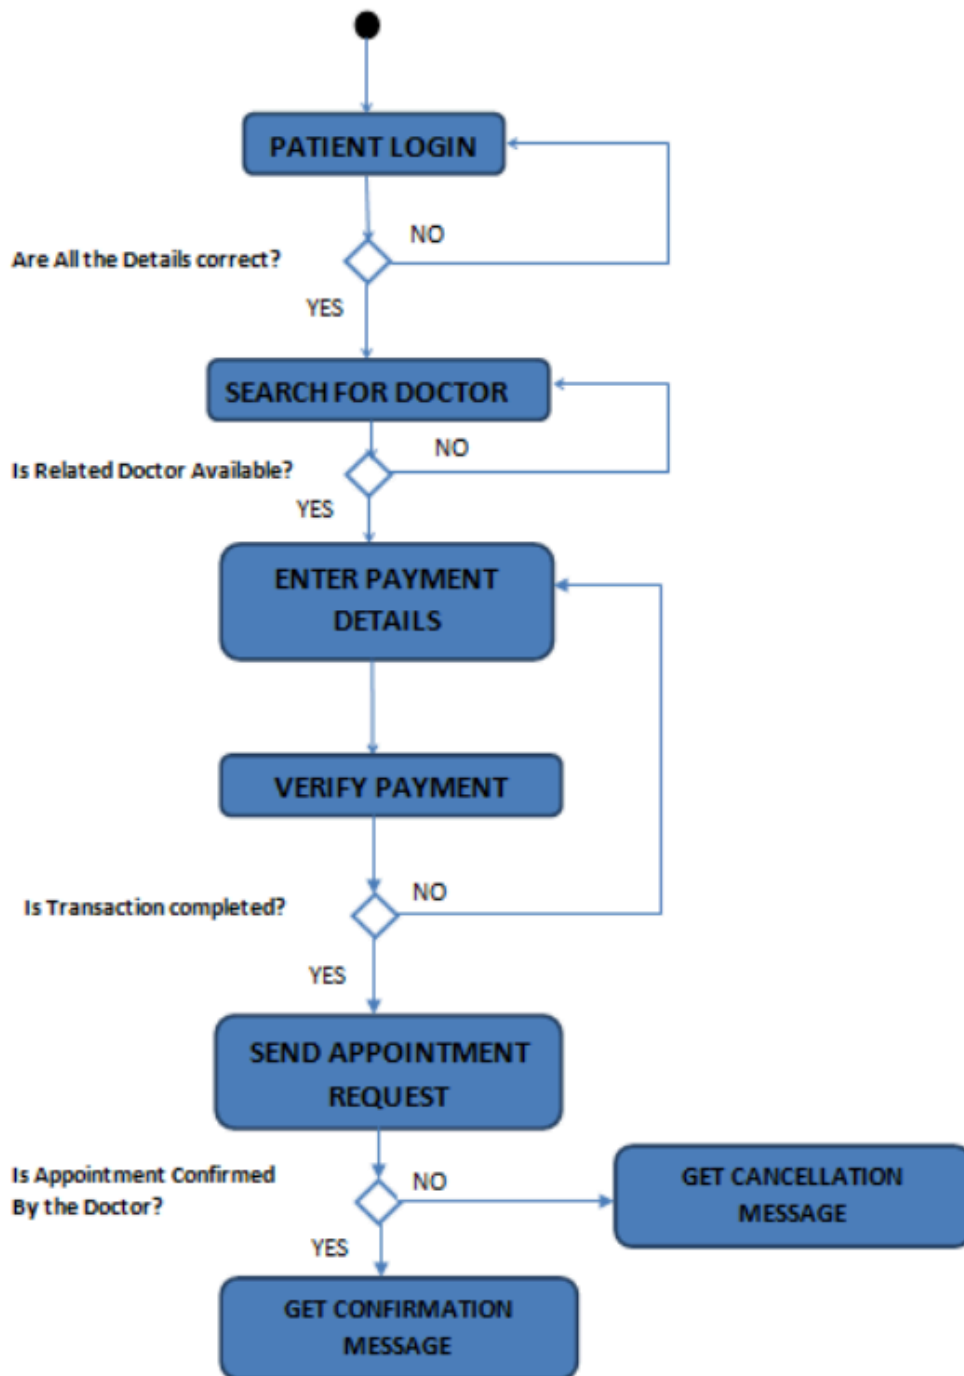 PATIENT LOGIN
NO
Are All the Details correct?
YES
SEARCH FOR DOCTOR
NO
Is Related Doctor Available?
YES
ENTER PAYMENT
DETAILS
VERIFY PAYMENT
NO
Is Transaction completed?
YES
SEND APPOINTMENT
REQUEST
Is Appointment Confirmed
By the Doctor?
NO
GET CANCELLATION
MESSAGE
YES
GET CONFIRMATION
MESSAGE